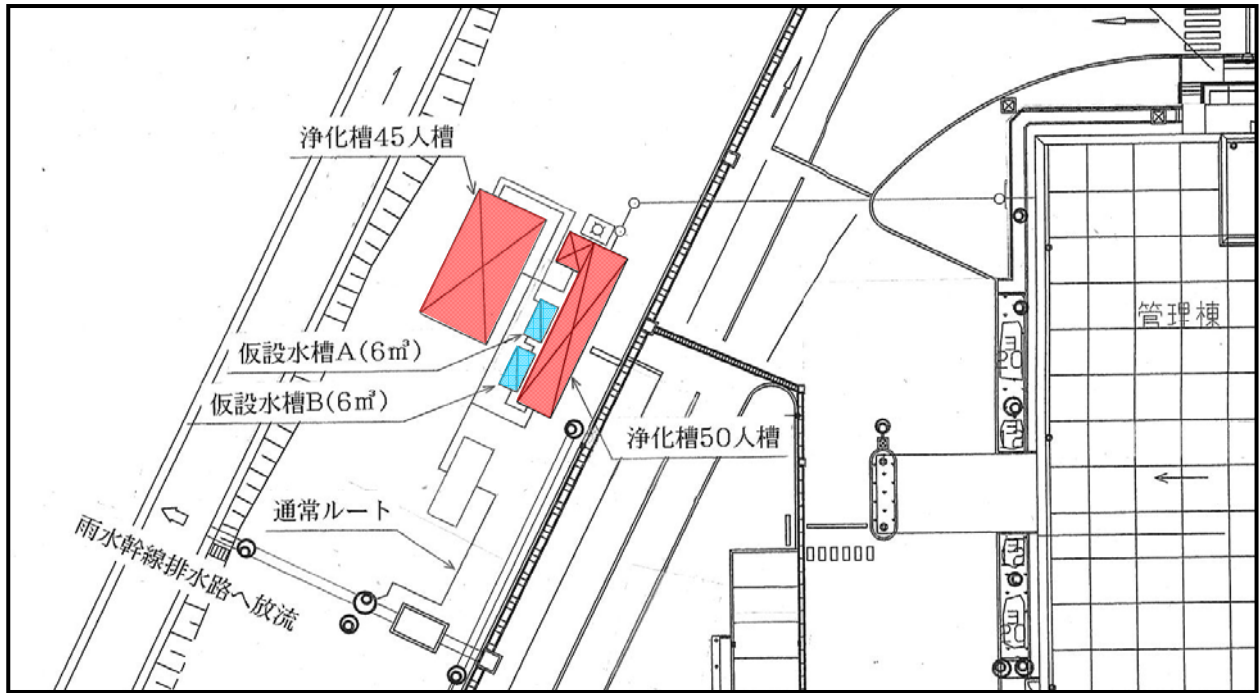 浄化槽45人槽
管理棟
仮設水槽A(6㎥)
仮設水槽B(6㎥)
浄化槽50人槽
通常ルート
雨水幹線排水路へ放流